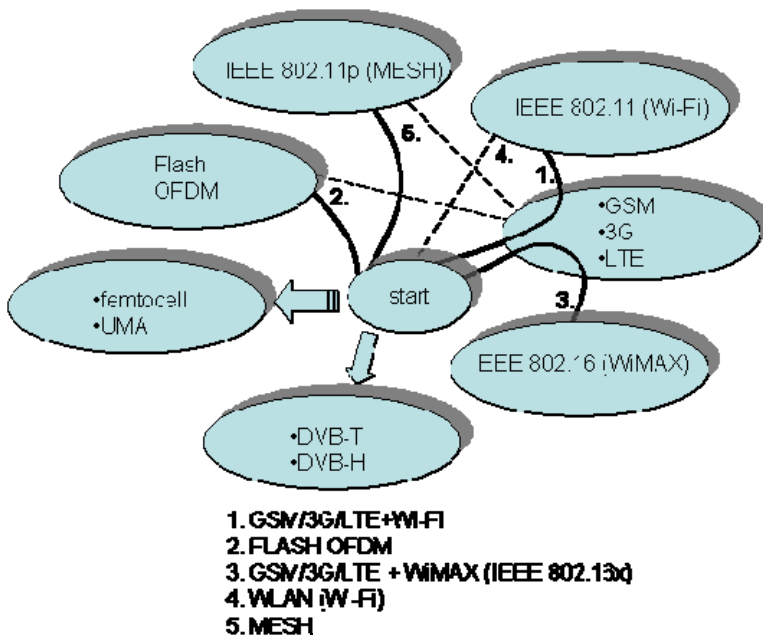 IEEE 802.11p (MESH)
IEEE 802.11 (Wi-Fi)
5.
4.
1.
Flash
OFDM
2.
•GSM
•3G
•LTE
•femtocell
•UMA
start
3.
EEE 802.16 (WiMAX)
•DVB-T
•DVB-H
1. GSM/3G/LTE+WI-FI
2. FLASH OFDM
3. GSM/3G/LTE + WiMAX (IEEE 802.16x)
4. WLAN (W-Fi)
5. MESH